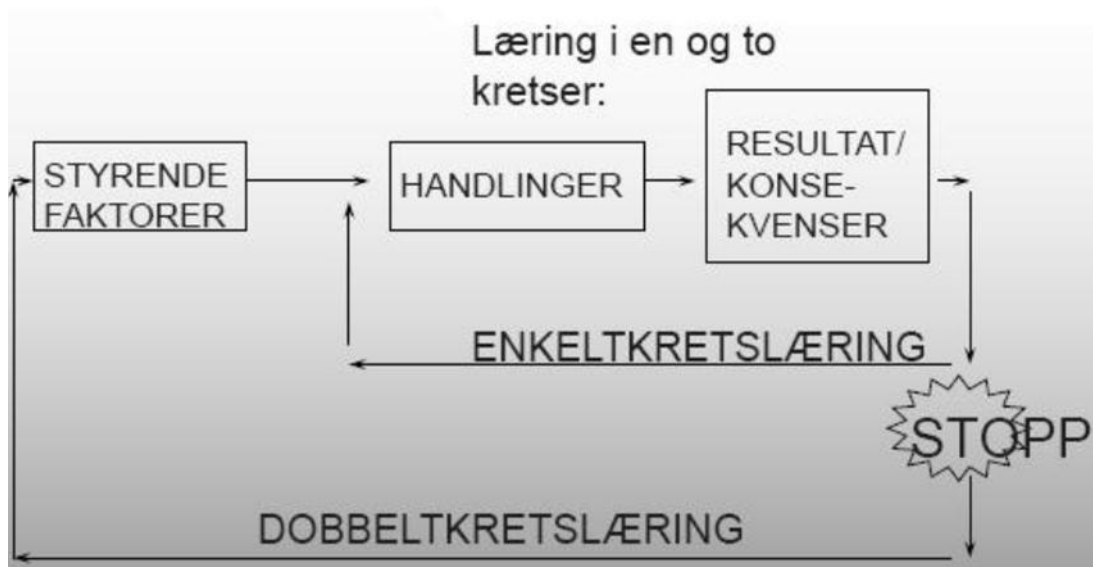 Læring i en og to
kretser:
STYRENDE
FAKTORER
HANDLINGER
RESULTAT/
KONSE-
KVENSER
ENKELTKRETSLÆRING
STOPP
DOBBELTKRETSLÆRING